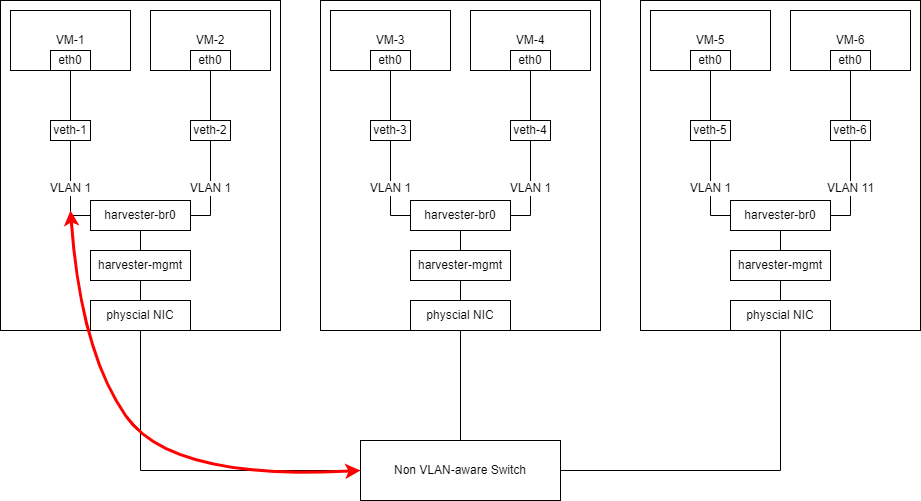 VM-1
VM-2
VM-3
VM-4
VM-5
VM-6
eth0
eth0
eth0
eth0
eth0
eth0
veth-1
veth-2
veth-3
veth-4
veth-5
veth-6
VLAN 1
VLAN 1
VLAN 1
VLAN 1
VLAN 1
VLAN 11
harvester-br0
harvester-br0
harvester-br0
harvester-mgmt
harvester-mgmt
harvester-mgmt
physcial NIC
physcial NIC
physcial NIC
Non VLAN-aware Switch